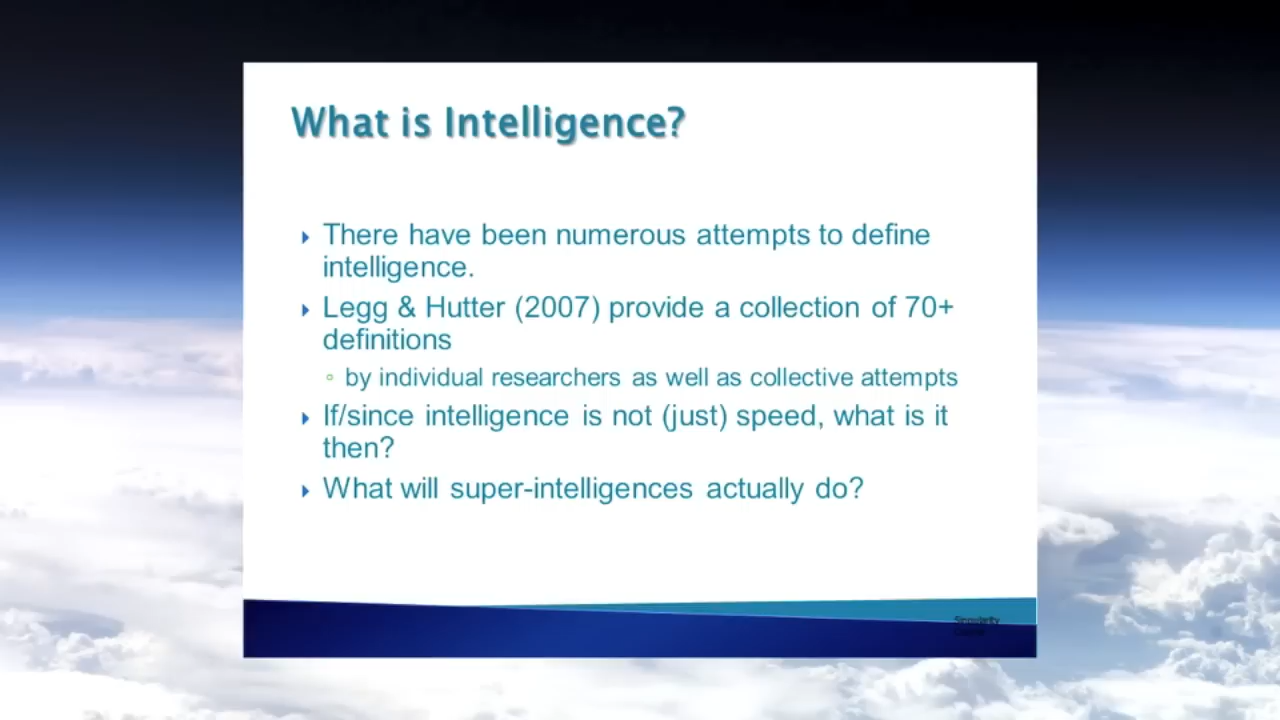 What is Intelligence?
There have been numerous attempts to define
intelligence.
Legg & Hutter (2007) provide a collection of 70+
definitions
by individual researchers as well as collective attempts
If/since intelligence is not (just) speed, what is it
then?
What will super-intelligences actually do?
Singularity